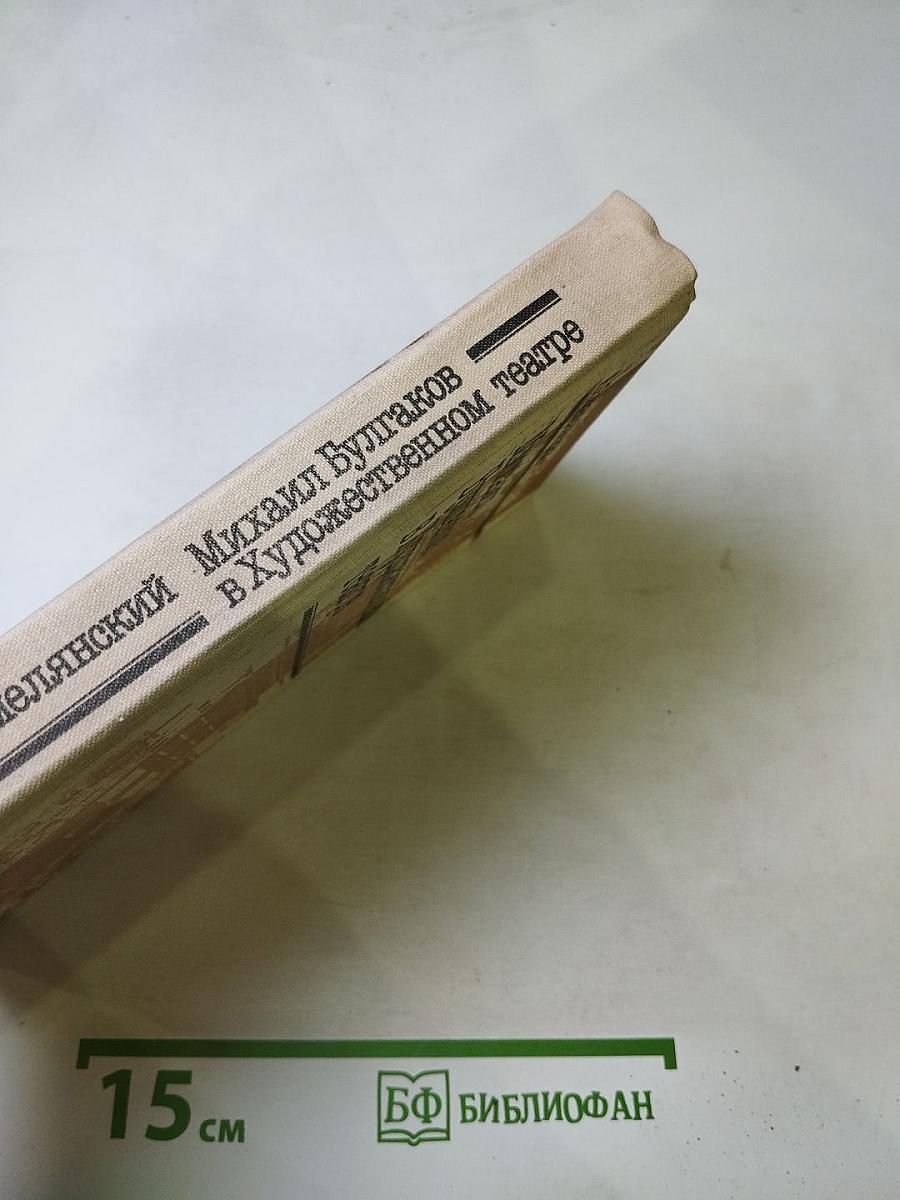 мелянский Михаил Булгаков
в Художественном театре
15 см
БФ БИБЛИОФАН